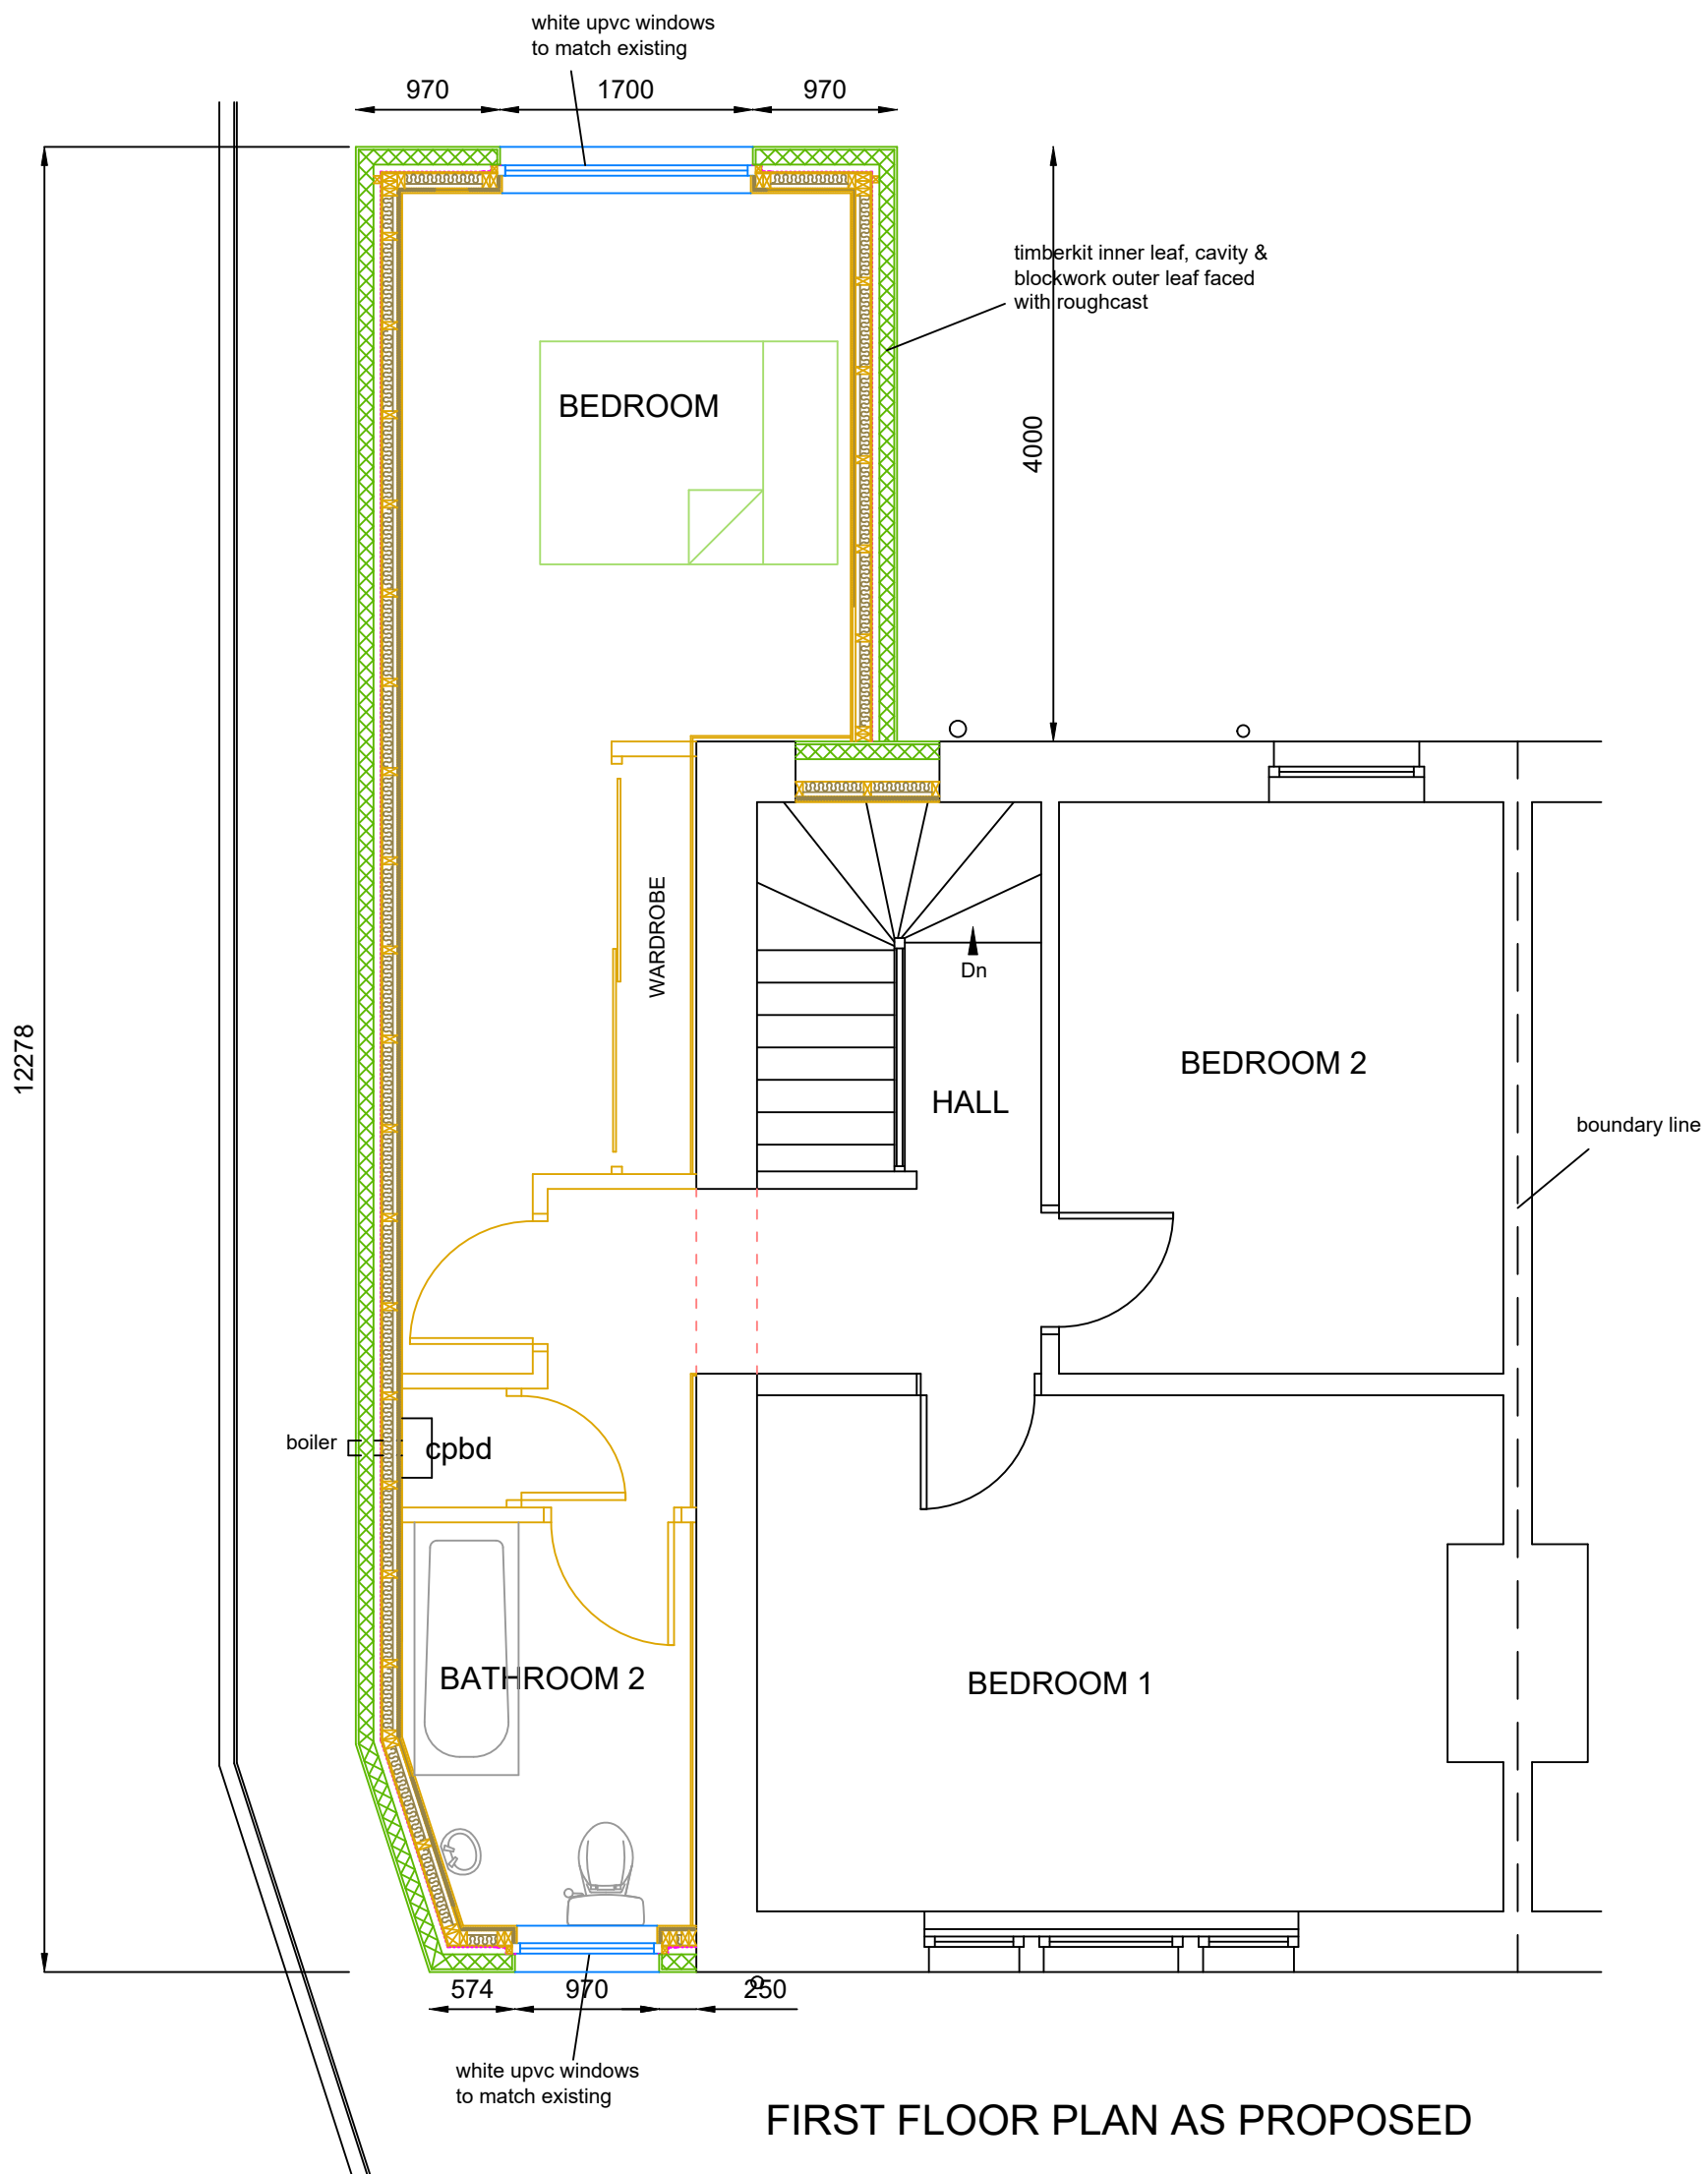 white upvc windows
to match existing
970
1700
970
timberkit inner leaf, cavity &
blockwork outer leaf faced
with roughcast
BEDROOM
4000
WARDROBE
Dn
12278
BEDROOM 2
HALL
boundary line
boiler
cpbd
BATHROOM 2
BEDROOM 1
574
970
250
white upvc windows
to match existing
FIRST FLOOR PLAN AS PROPOSED